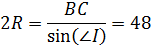 2R = BC / sin(∠I) = 48